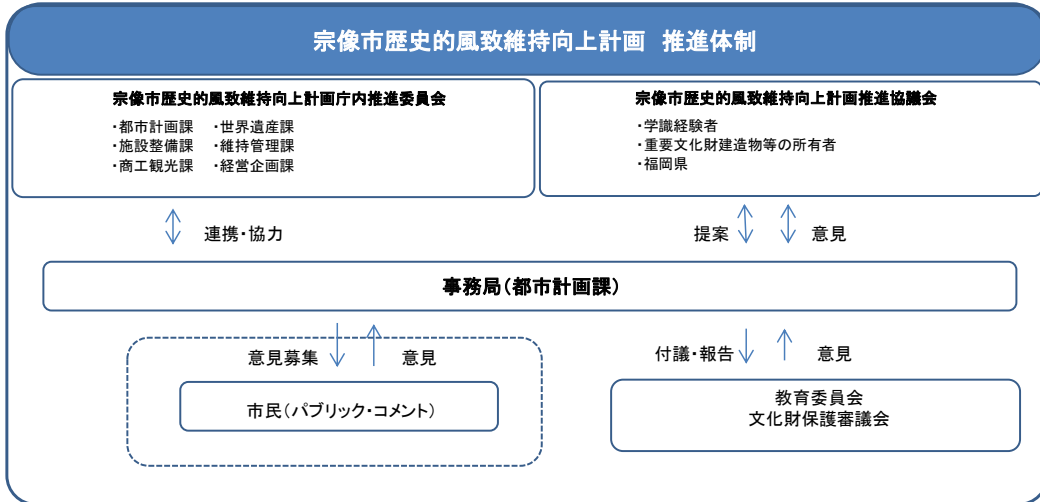 宗像市歴史的風致維持向上計画 推進体制
宗像市歴史的風致維持向上計画庁内推進委員会
・都市計画課 ・世界遺産課
・施設整備課 ・維持管理課
・商工観光課 ・経営企画課
宗像市歴史的風致維持向上計画推進協議会
・学識経験者
・重要文化財建造物等の所有者
・福岡県
連携・協力
提案 意見
事務局(都市計画課)
意見募集 意見
付議・報告 意見
市民(パブリック・コメント)
教育委員会
文化財保護審議会